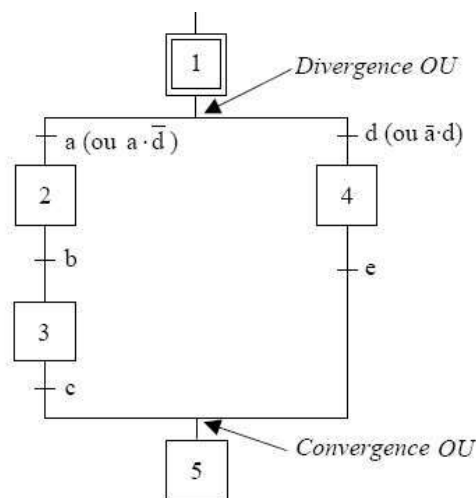 1
Divergence OU
a (ou a · d̅ )
d (ou a̅·d)
2
4
b
e
3
c
Convergence OU
5